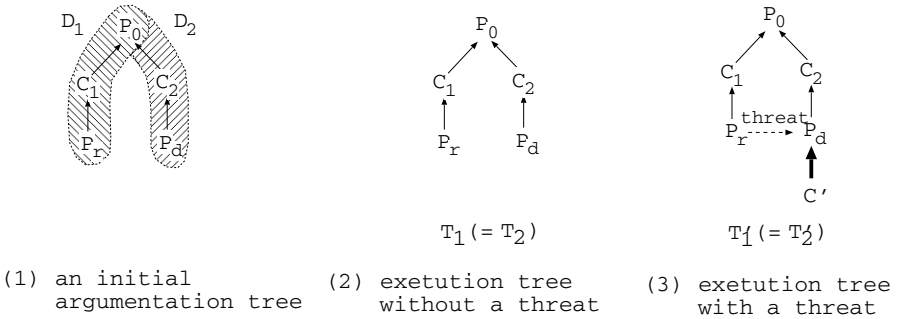 D1 P0 D2
C1 C2
Pr Pd
P0
C1 C2
Pr Pd
T1 (= T2)
P0
C1 C2
threat
Pr Pd
C'
T1' (= T2')
(1) an initial
argumentation tree
(2) exetution tree
without a threat
(3) exetution tree
with a threat